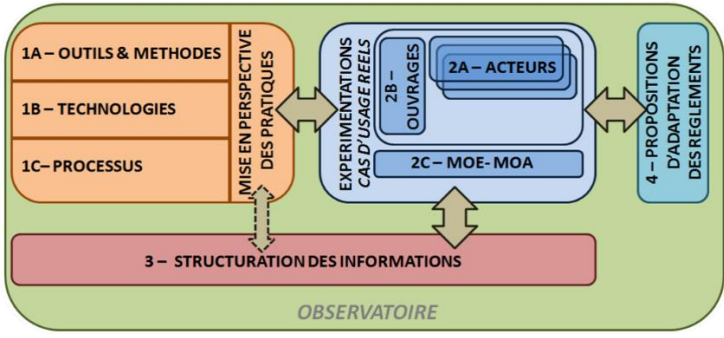 1A – OUTILS & METHODES
1B – TECHNOLOGIES
1C– PROCESSUS
MISE EN PERSPECTIVE
DES PRATIQUES
EXPERIMENTATIONS
CAS D'USAGE REELS
2B –
OUVRAGES
2A – ACTEURS
2C – MOE- MOA
4 – PROPOSITIONS
D'ADAPTATION
DES REGLEMENTS
3 – STRUCTURATION DES INFORMATIONS
OBSERVATOIRE